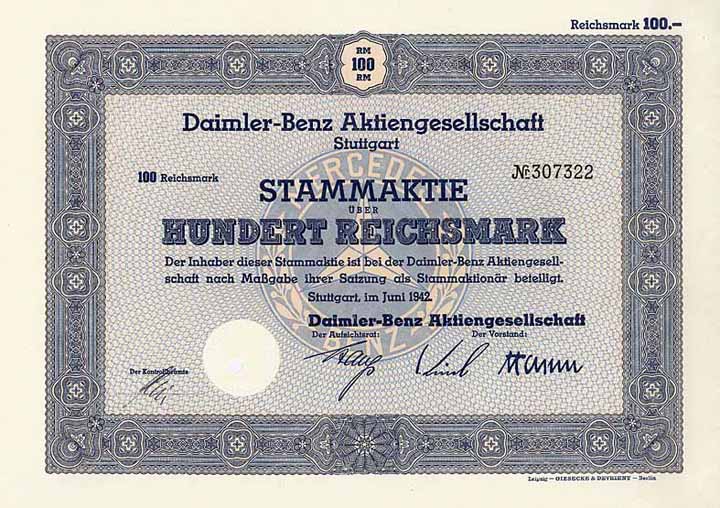 Reichsmark 100.–
RM
100
RM
Daimler-Benz Aktiengesellschaft
Stuttgart
100 Reichsmark
№ 307322
STAMMAKTIE
ÜBER
HUNDERT REICHSMARK
Der Inhaber dieser Stammaktie ist bei der Daimler-Benz Aktiengesell-
schaft nach Maßgabe ihrer Satzung als Stammaktionär beteiligt.
Stuttgart, im Juni 1942.
Daimler-Benz Aktiengesellschaft
Der Aufsichtsrat:
Der Vorstand:
Der Kontrollbeamte
MERCEDES
BENZ
Leipzig – GIESECKE & DEVRIENT – Berlin